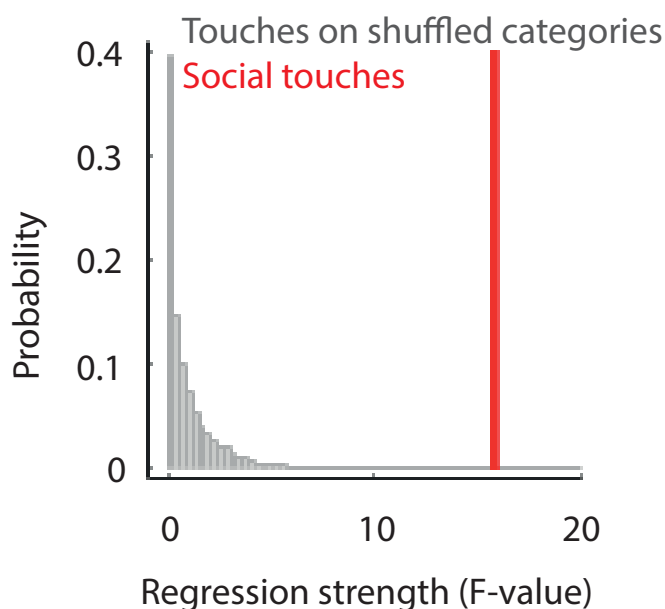 Touches on shuffled categories
Social touches
0.4
0.3
0.2
0.1
0
Probability
0
10
20
Regression strength (F-value)